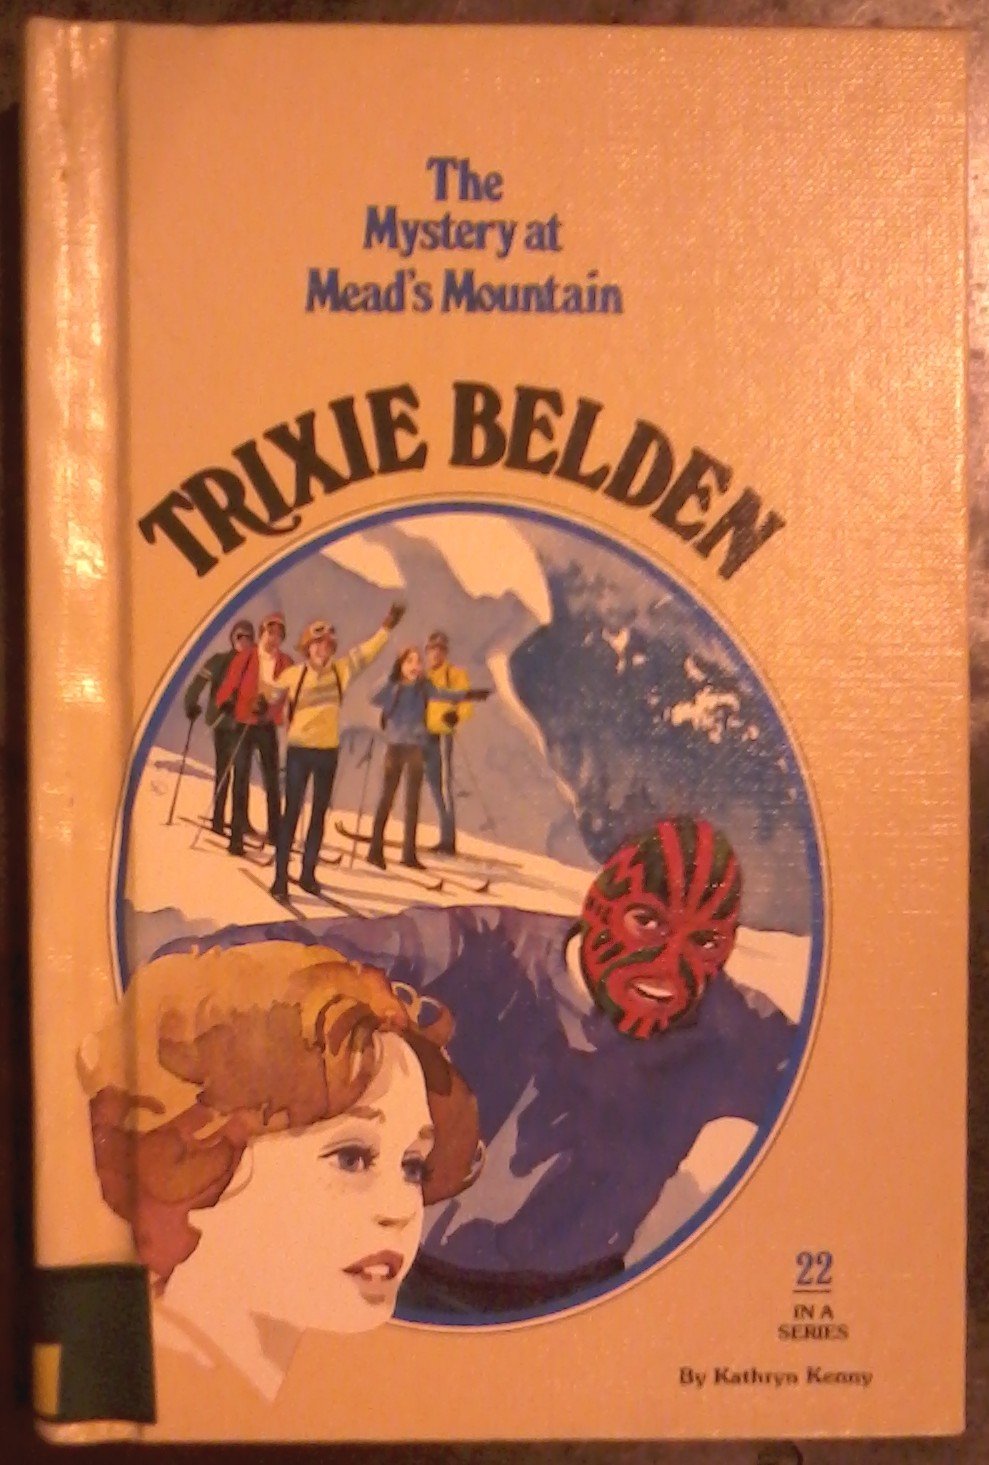 The
Mystery at
Mead's Mountain
TRIXIE BELDEN
22
IN A
SERIES
By Kathryn Kenny